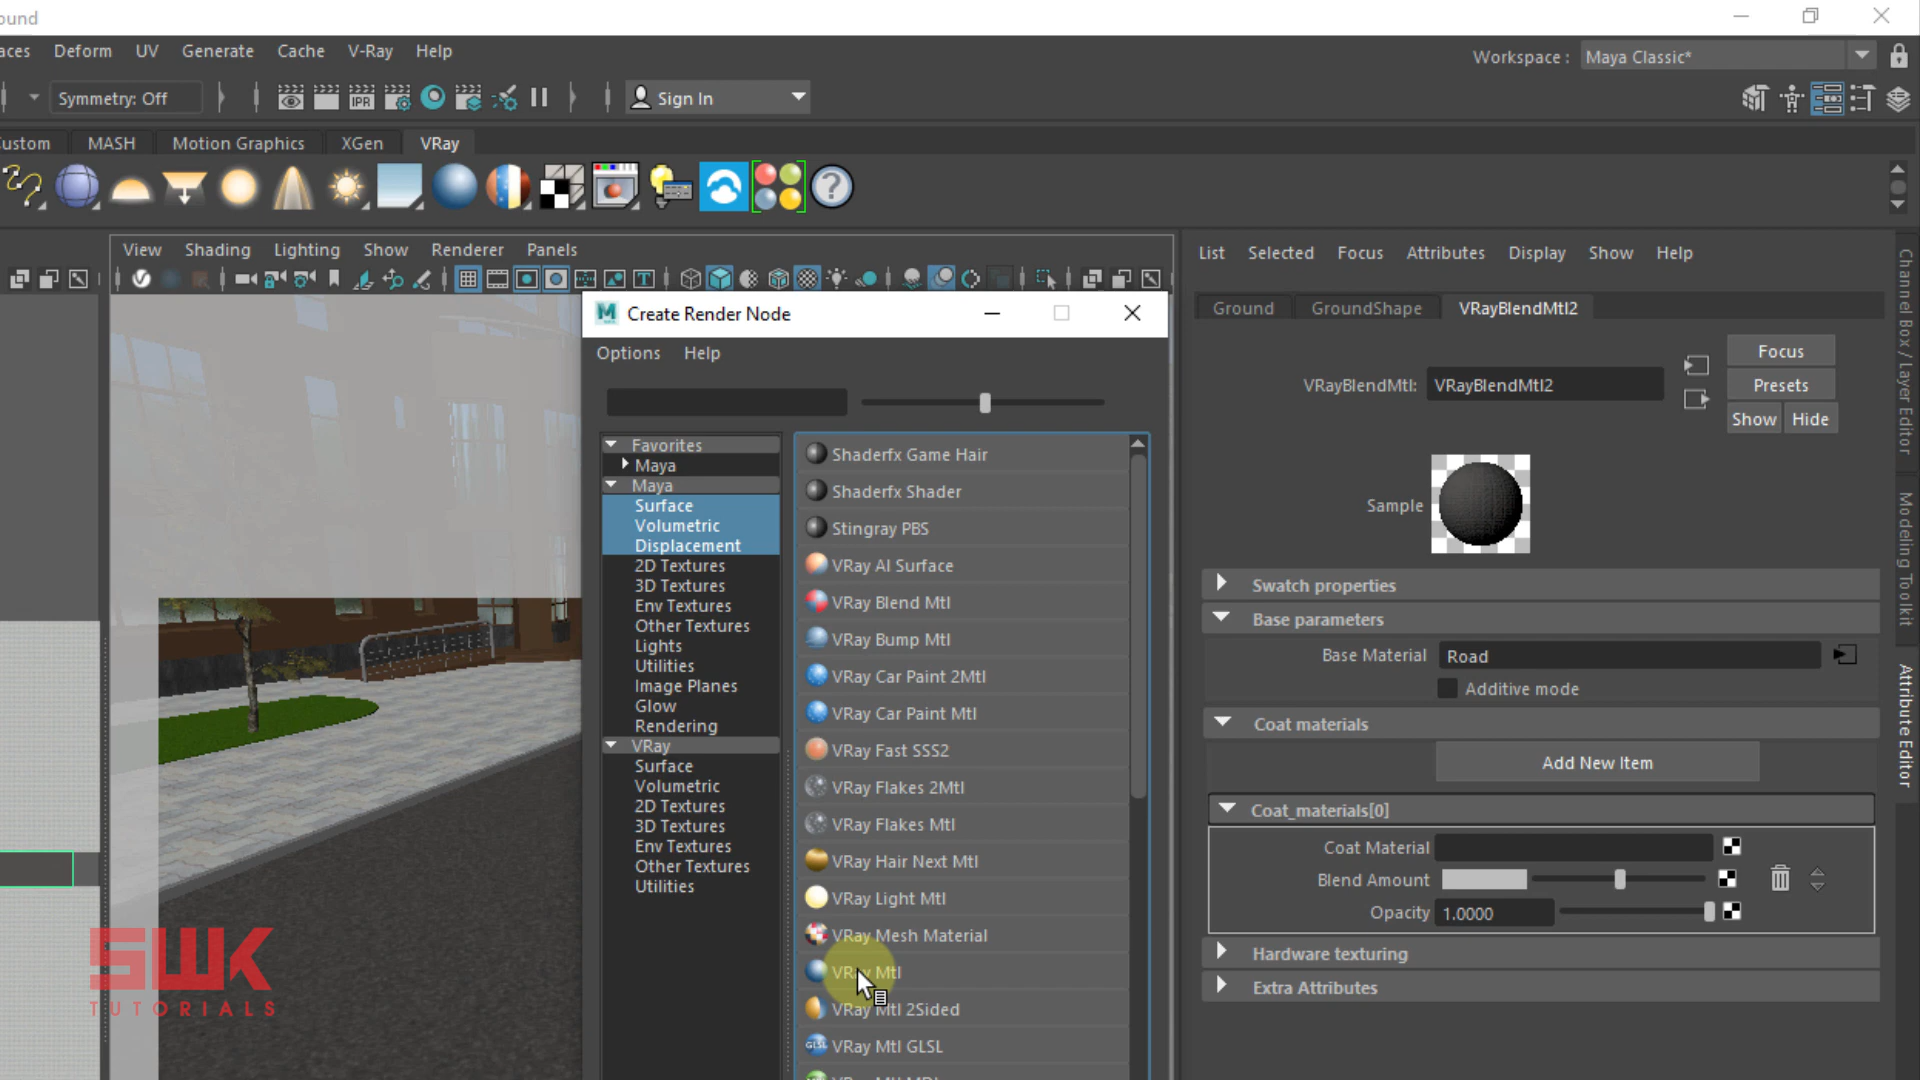 ound
aces Deform UV Generate Cache V-Ray Help
Workspace : Maya Classic*
Symmetry: Off
IPR
Sign In
ustom MASH Motion Graphics XGen VRay
View Shading Lighting Show Renderer Panels
List Selected Focus Attributes Display Show Help
Create Render Node
Options Help
Ground GroundShape VRayBlendMtl2
Focus
VRayBlendMtl: VRayBlendMtl2
Presets
Show Hide
Sample
Favorites
Maya
Maya
Surface
Volumetric
Displacement
2D Textures
3D Textures
Env Textures
Other Textures
Lights
Utilities
Image Planes
Glow
Rendering
VRay
Surface
Volumetric
2D Textures
3D Textures
Env Textures
Other Textures
Utilities
Shaderfx Game Hair
Shaderfx Shader
Stingray PBS
VRay Al Surface
VRay Blend Mtl
VRay Bump Mtl
VRay Car Paint 2Mtl
VRay Car Paint Mtl
VRay Fast SSS2
VRay Flakes 2Mtl
VRay Flakes Mtl
VRay Hair Next Mtl
VRay Light Mtl
VRay Mesh Material
VRay Mtl
VRay Mtl 2Sided
GLSL VRay Mtl GLSL
Swatch properties
Base parameters
Base Material Road
Additive mode
Coat materials
Add New Item
Coat_materials[0]
Coat Material
Blend Amount
Opacity 1.0000
Hardware texturing
Extra Attributes
Channel Box / Layer Editor
Modeling Toolkit
Attribute Editor
SWK
TUTORIALS